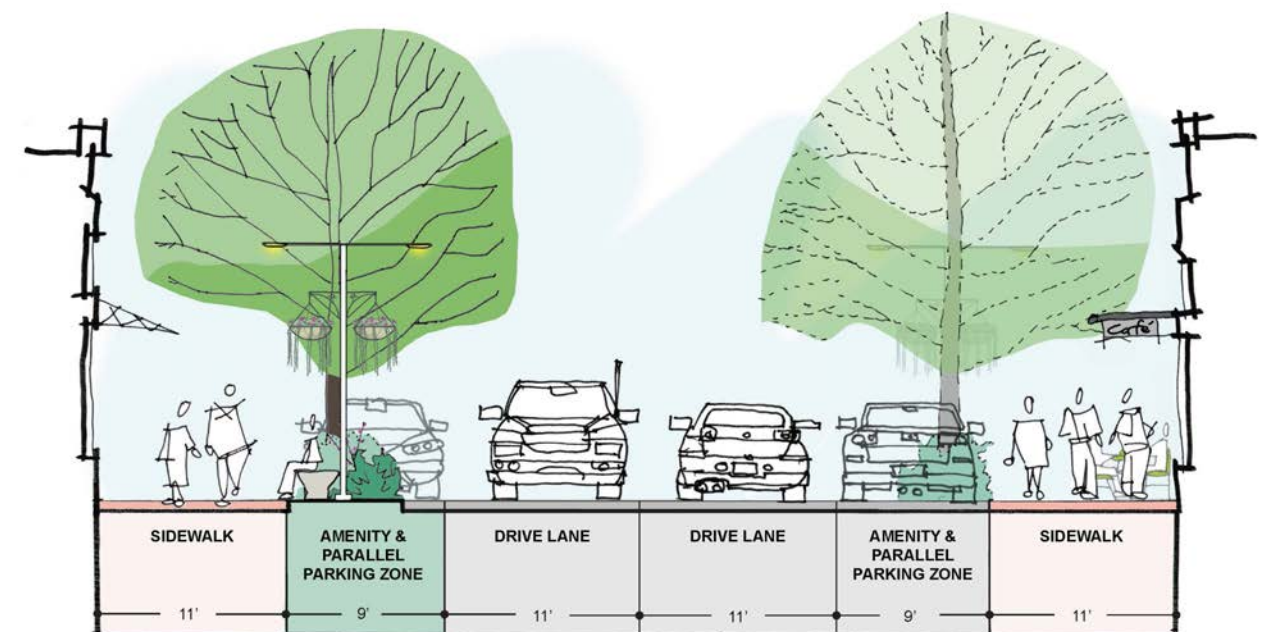 Café
SIDEWALK
AMENITY &
PARALLEL
PARKING ZONE
DRIVE LANE
DRIVE LANE
AMENITY &
PARALLEL
PARKING ZONE
SIDEWALK
11'
9'
11'
11'
9'
11'